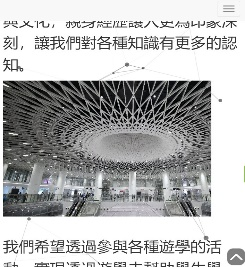 與文化，親身經歷讓人更為印象深
刻，讓我們對各種知識有更多的認
知。
我們希望透過參與各種遊學的活